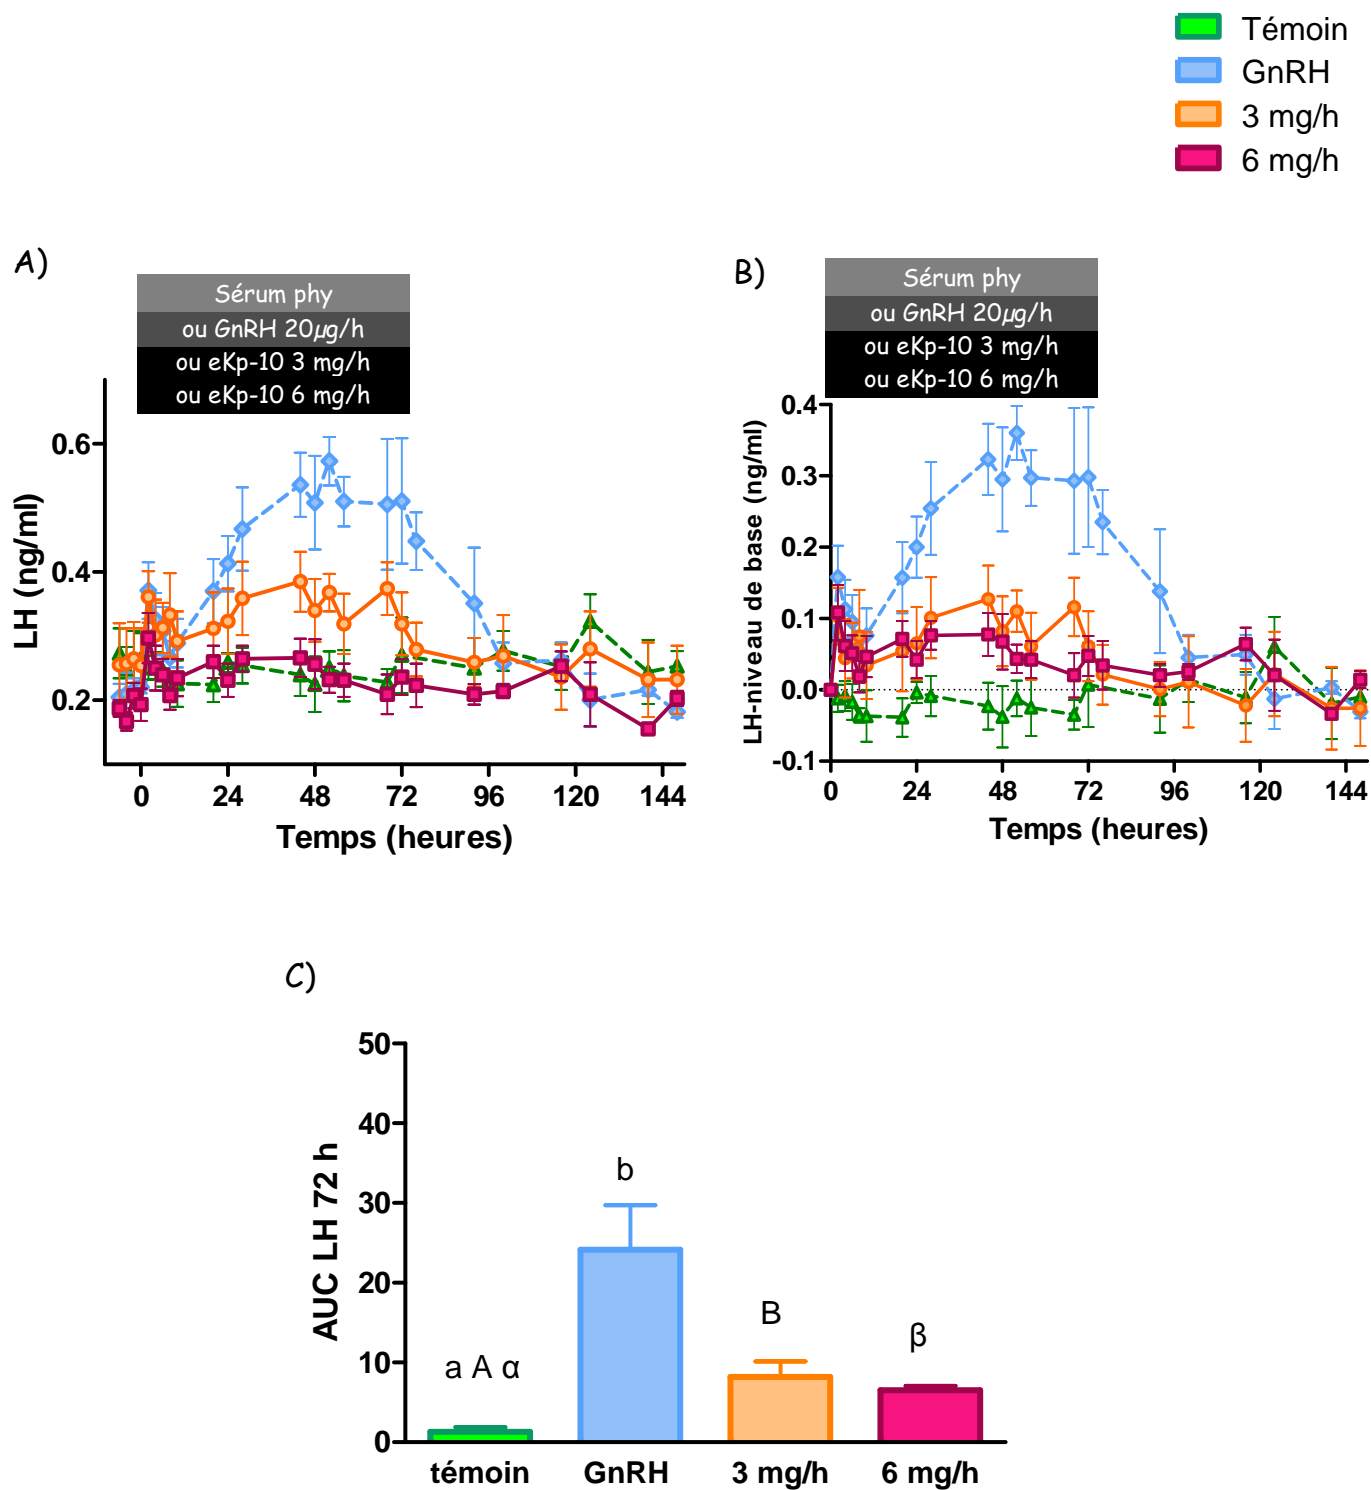 Témoin
GnRH
3 mg/h
6 mg/h
A)
Sérum phy
ou GnRH 20µg/h
ou eKp-10 3 mg/h
ou eKp-10 6 mg/h
LH (ng/ml)
0.6
0.4
0.2
0 24 48 72 96 120 144
Temps (heures)
B)
Sérum phy
ou GnRH 20µg/h
ou eKp-10 3 mg/h
ou eKp-10 6 mg/h
LH-niveau de base (ng/ml)
0.4
0.3
0.2
0.1
0.0
-0.1
0 24 48 72 96 120 144
Temps (heures)
C)
AUC LH 72 h
50
40
30
20
10
0
a A α
b
B
β
témoin GnRH 3 mg/h 6 mg/h